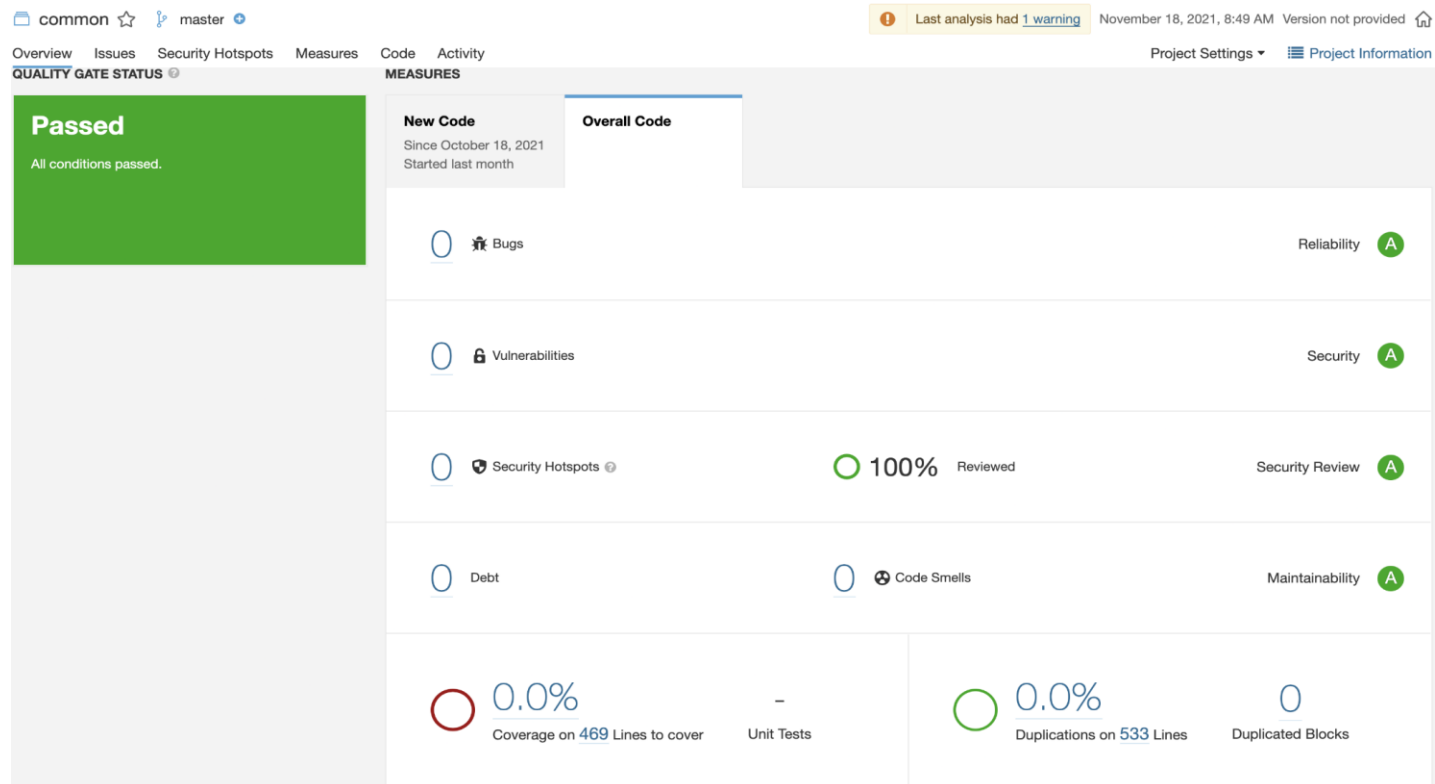 common master
Last analysis had 1 warning November 18, 2021, 8:49 AM Version not provided
Overview Issues Security Hotspots Measures Code Activity
Project Settings Project Information
QUALITY GATE STATUS ?
MEASURES
Passed
All conditions passed.
New Code
Since October 18, 2021
Started last month
Overall Code
0 Bugs Reliability A
0 Vulnerabilities Security A
0 Security Hotspots ? 100% Reviewed Security Review A
0 Debt 0 Code Smells Maintainability A
0.0%
Coverage on 469 Lines to cover
–
Unit Tests
0.0%
Duplications on 533 Lines
0
Duplicated Blocks